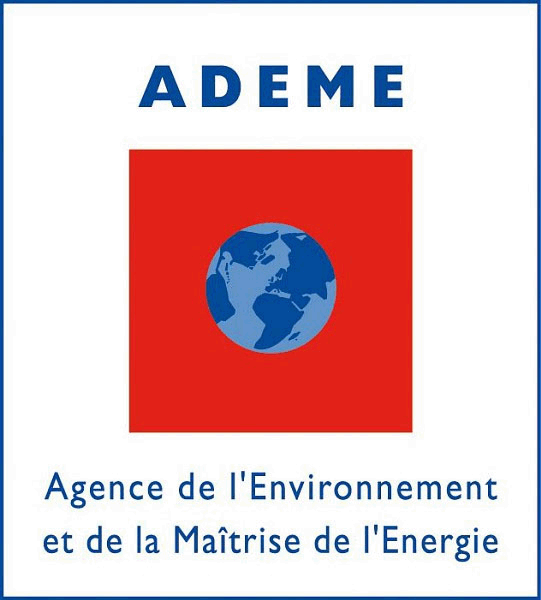 ADEME
Agence de l'Environnement
et de la Maîtrise de l'Energie